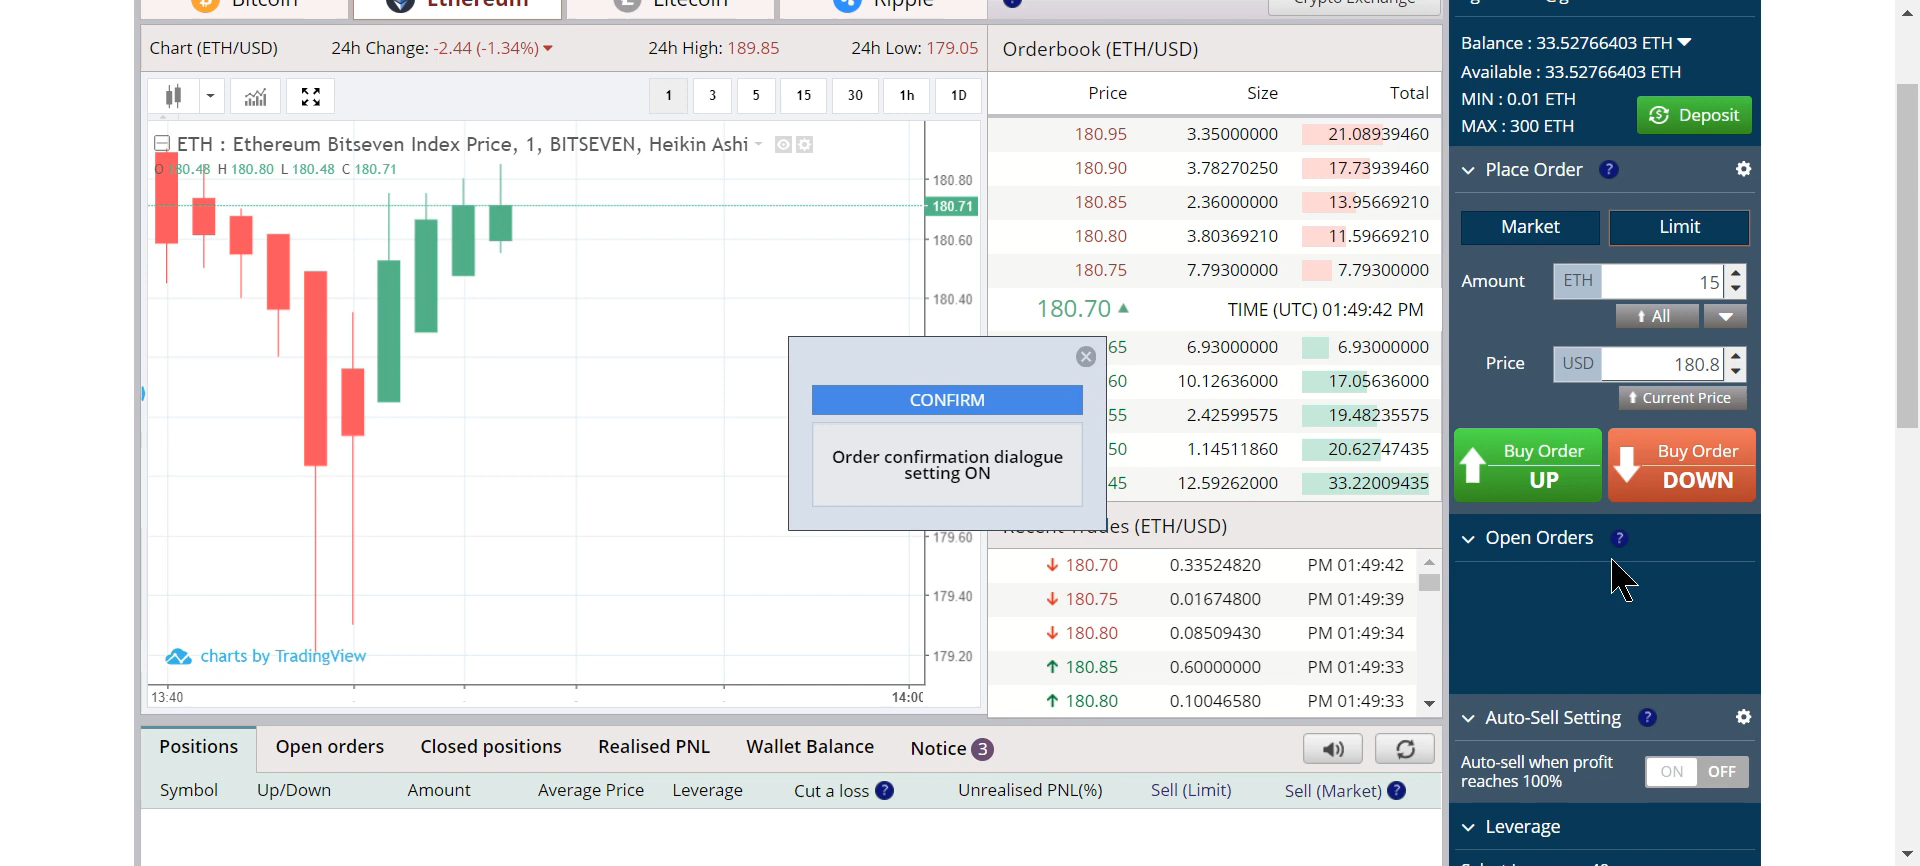 Bitcoin Ethereum Litecoin Ripple Crypto Exchange
Chart (ETH/USD) 24h Change: -2.44 (-1.34%) 24h High: 189.85 24h Low: 179.05
1 3 5 15 30 1h 1D
ETH : Ethereum Bitseven Index Price, 1, BITSEVEN, Heikin Ashi
O 180.48 H 180.80 L 180.48 C 180.71
180.80
180.71
180.60
180.40
179.60
179.40
179.20
charts by TradingView
13:40 14:00
Orderbook (ETH/USD)
Price Size Total
180.95 3.35000000 21.08939460
180.90 3.78270250 17.73939460
180.85 2.36000000 13.95669210
180.80 3.80369210 11.59669210
180.75 7.79300000 7.79300000
180.70 TIME (UTC) 01:49:42 PM
65 6.93000000 6.93000000
60 10.12636000 17.05636000
55 2.42599575 19.48235575
50 1.14511860 20.62747435
45 12.59262000 33.22009435
CONFIRM
Order confirmation dialogue
setting ON
Trades (ETH/USD)
180.70 0.33524820 PM 01:49:42
180.75 0.01674800 PM 01:49:39
180.80 0.08509430 PM 01:49:34
180.85 0.60000000 PM 01:49:33
180.80 0.10046580 PM 01:49:33
Positions Open orders Closed positions Realised PNL Wallet Balance Notice 3
Symbol Up/Down Amount Average Price Leverage Cut a loss ? Unrealised PNL(%) Sell (Limit) Sell (Market) ?
Balance : 33.52766403 ETH
Available : 33.52766403 ETH
MIN : 0.01 ETH
MAX : 300 ETH
Deposit
Place Order ?
Market Limit
Amount ETH 15
All
Price USD 180.8
Current Price
Buy Order UP
Buy Order DOWN
Open Orders ?
Auto-Sell Setting ?
Auto-sell when profit
reaches 100%
ON OFF
Leverage